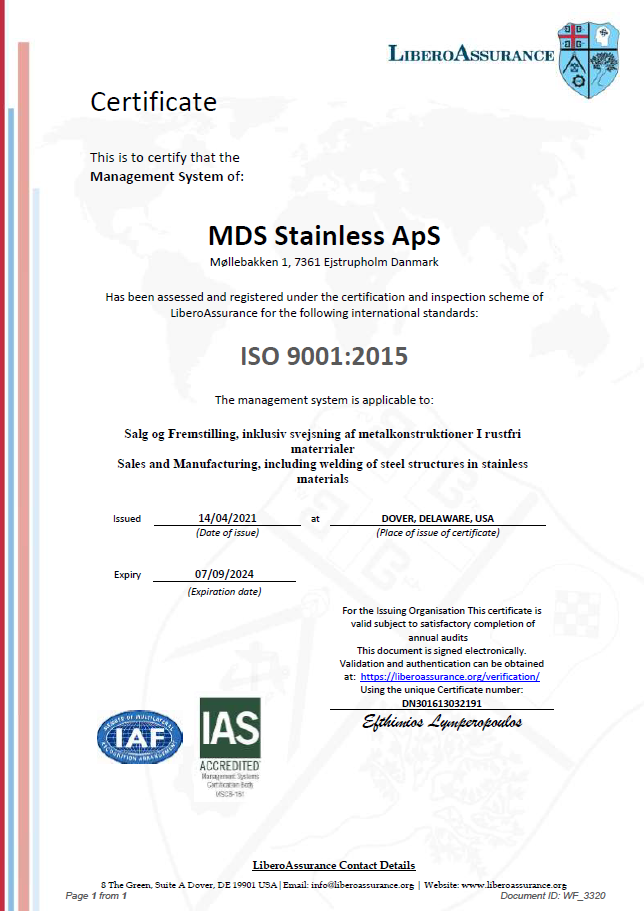 LIBEROASSURANCE
Certificate
This is to certify that the
Management System of:
MDS Stainless ApS
Møllebakken 1, 7361 Ejstrupholm Danmark
Has been assessed and registered under the certification and inspection scheme of
LiberoAssurance for the following international standards:
ISO 9001:2015
The management system is applicable to:
Salg og Fremstilling, inklusiv svejsning af metalkonstruktioner I rustfri
materrialer
Sales and Manufacturing, including welding of steel structures in stainless
materials
Issued 14/04/2021 at DOVER, DELAWARE, USA
(Date of issue) (Place of issue of certificate)
Expiry 07/09/2024
(Expiration date)
For the Issuing Organisation This certificate is
valid subject to satisfactory completion of
annual audits
This document is signed electronically.
Validation and authentication can be obtained
at: https://liberoassurance.org/verification/
Using the unique Certificate number:
DN301613032191
Efthimios Lymperopoulos
MEMBER OF MULTILATERAL
IAF
RECOGNITION ARRANGEMENT
IAS
ACCREDITED
Management Systems
Certification Body
MSCB-161
LiberoAssurance Contact Details
8 The Green, Suite A Dover, DE 19901 USA | Email: info@liberoassurance.org | Website: www.liberoassurance.org
Page 1 from 1 Document ID: WF_3320